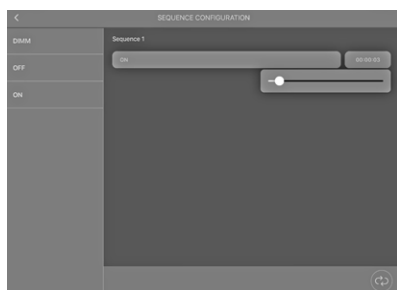 SEQUENCE CONFIGURATION
DIMM
OFF
ON
Sequence 1
ON
00:00:03